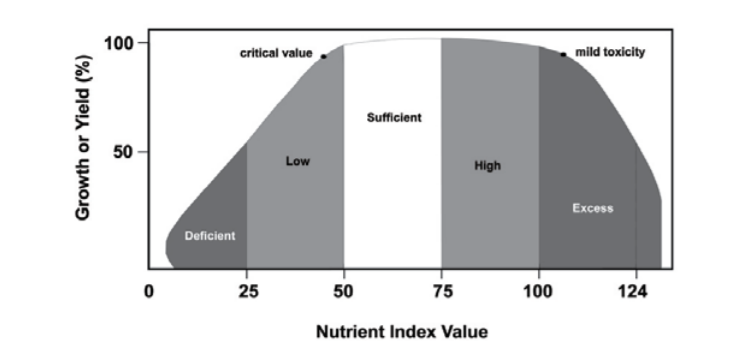 100
critical value
mild toxicity
Growth or Yield (%)
Sufficient
50
Low
High
Deficient
Excess
0 25 50 75 100 124
Nutrient Index Value